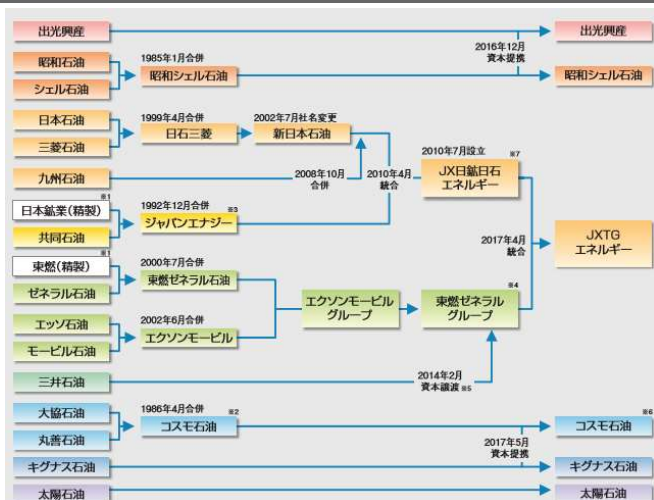 出光興産
昭和石油
シェル石油
1985年1月合併
昭和シェル石油
2016年12月
資本提携
出光興産
昭和シェル石油
日本石油
三菱石油
1999年4月合併
日石三菱
2002年7月社名変更
新日本石油
九州石油
2008年10月
合併
2010年4月
統合
2010年7月設立
※7
JX日鉱日石
エネルギー
※1
日本鉱業(精製)
共同石油
1992年12月合併
ジャパンエナジー
※3
2017年4月
統合
JXTG
エネルギー
※1
東燃(精製)
ゼネラル石油
2000年7月合併
東燃ゼネラル石油
エッソ石油
モービル石油
2002年6月合併
エクソンモービル
エクソンモービル
グループ
※4
東燃ゼネラル
グループ
三井石油
2014年2月
資本譲渡 ※5
大協石油
丸善石油
1986年4月合併
※2
コスモ石油
※6
コスモ石油
2017年5月
資本提携
キグナス石油
キグナス石油
太陽石油
太陽石油